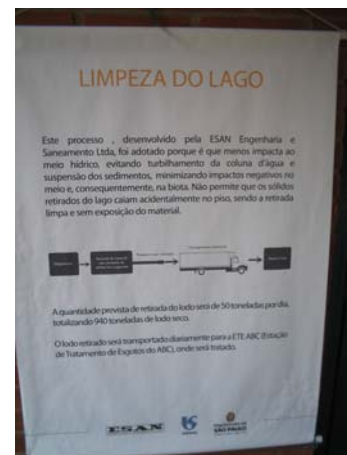 LIMPEZA DO LAGO
Este processo , desenvolvido pela ESAN Engenharia e
Saneamento Ltda, foi adotado porque é que menos impacta ao
meio hídrico, evitando turbilhamento da coluna d'água e
suspensão dos sedimentos, minimizando impactos negativos no
meio e, consequentemente, na biota. Não permite que os sólidos
retirados do lago caiam acidentalmente no piso, sendo a retirada
limpa e sem exposição do material.
A quantidade prevista de retirada do lodo será de 50 toneladas por dia,
totalizando 940 toneladas de lodo seco.
O lodo retirado será transportado diariamente para a ETE ABC (Estação
de Tratamento de Esgotos do ABC), onde será tratado.
ESAN
SÃO PAULO